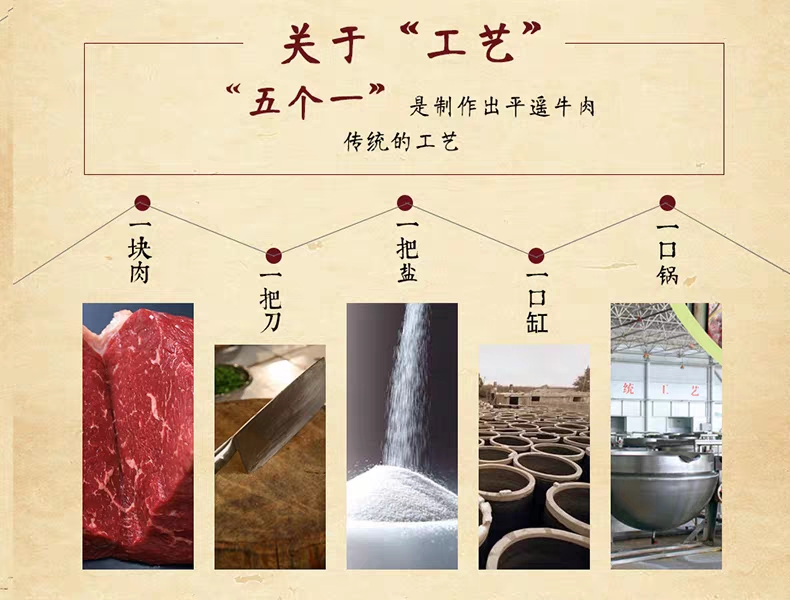 关于“工艺”
“五个一”是制作出平遥牛肉
传统的工艺
一块肉
一把刀
一把盐
一口缸
一口锅
统工艺